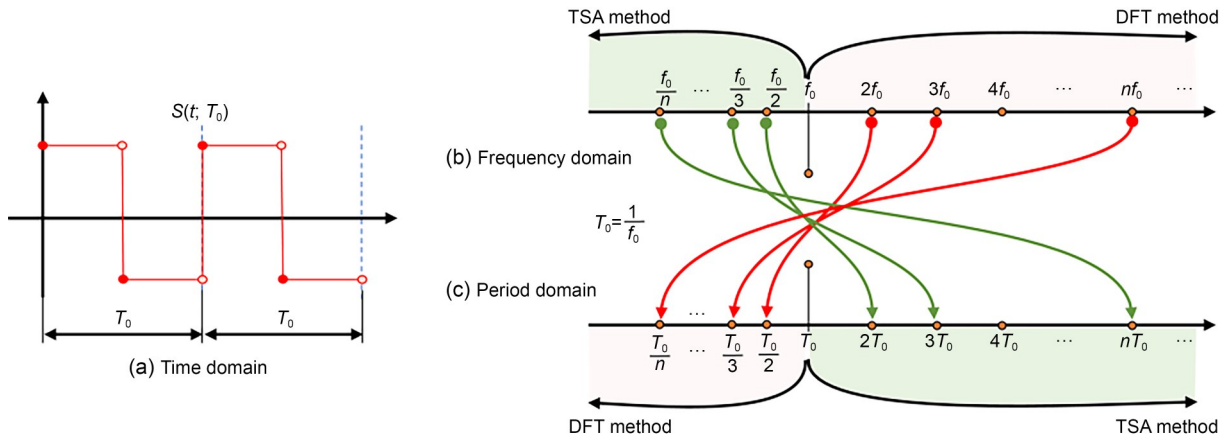 TSA method
DFT method
f₀/n ... f₀/3 f₀/2 f₀ 2f₀ 3f₀ 4f₀ ... nf₀ ...
S(t; T₀)
(b) Frequency domain
T₀=1/f₀
(c) Period domain
T₀ T₀
(a) Time domain
...
T₀/n ... T₀/3 T₀/2 T₀ 2T₀ 3T₀ 4T₀ ... nT₀ ...
DFT method
TSA method